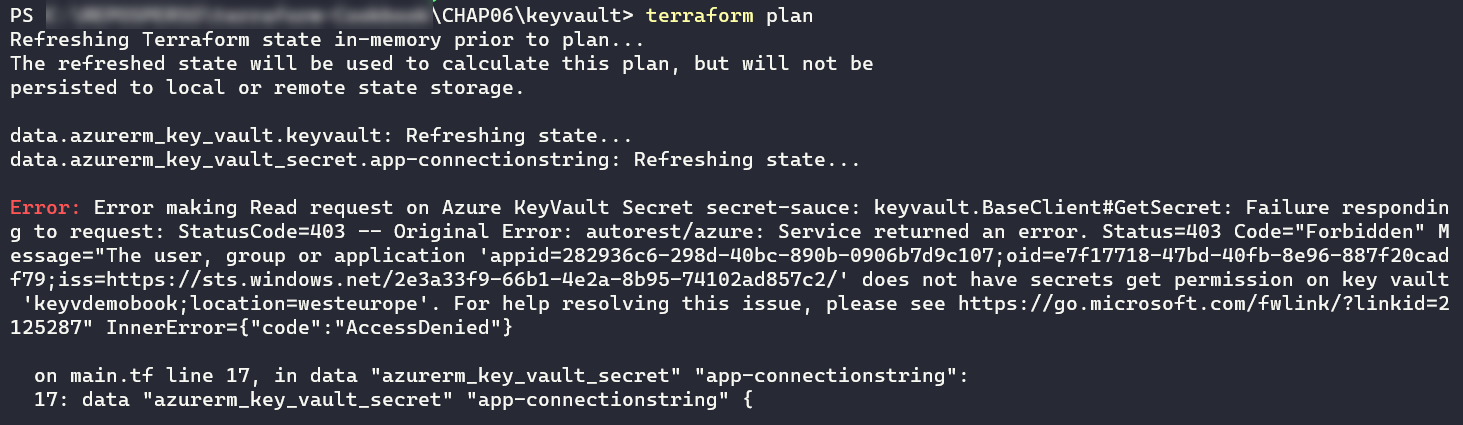 PS \CHAP06\keyvault> terraform plan
Refreshing Terraform state in-memory prior to plan...
The refreshed state will be used to calculate this plan, but will not be
persisted to local or remote state storage.
data.azurerm_key_vault.keyvault: Refreshing state...
data.azurerm_key_vault_secret.app-connectionstring: Refreshing state...
Error: Error making Read request on Azure KeyVault Secret secret-sauce: keyvault.BaseClient#GetSecret: Failure respondin
g to request: StatusCode=403 -- Original Error: autorest/azure: Service returned an error. Status=403 Code="Forbidden" M
essage="The user, group or application 'appid=282936c6-298d-40bc-890b-0906b7d9c107;oid=e7f17718-47bd-40fb-8e96-887f20cad
f79;iss=https://sts.windows.net/2e3a33f9-66b1-4e2a-8b95-74102ad857c2/' does not have secrets get permission on key vault
 'keyvdemobook;location=westeurope'. For help resolving this issue, please see https://go.microsoft.com/fwlink/?linkid=2
125287" InnerError={"code":"AccessDenied"}
  on main.tf line 17, in data "azurerm_key_vault_secret" "app-connectionstring":
  17: data "azurerm_key_vault_secret" "app-connectionstring" {